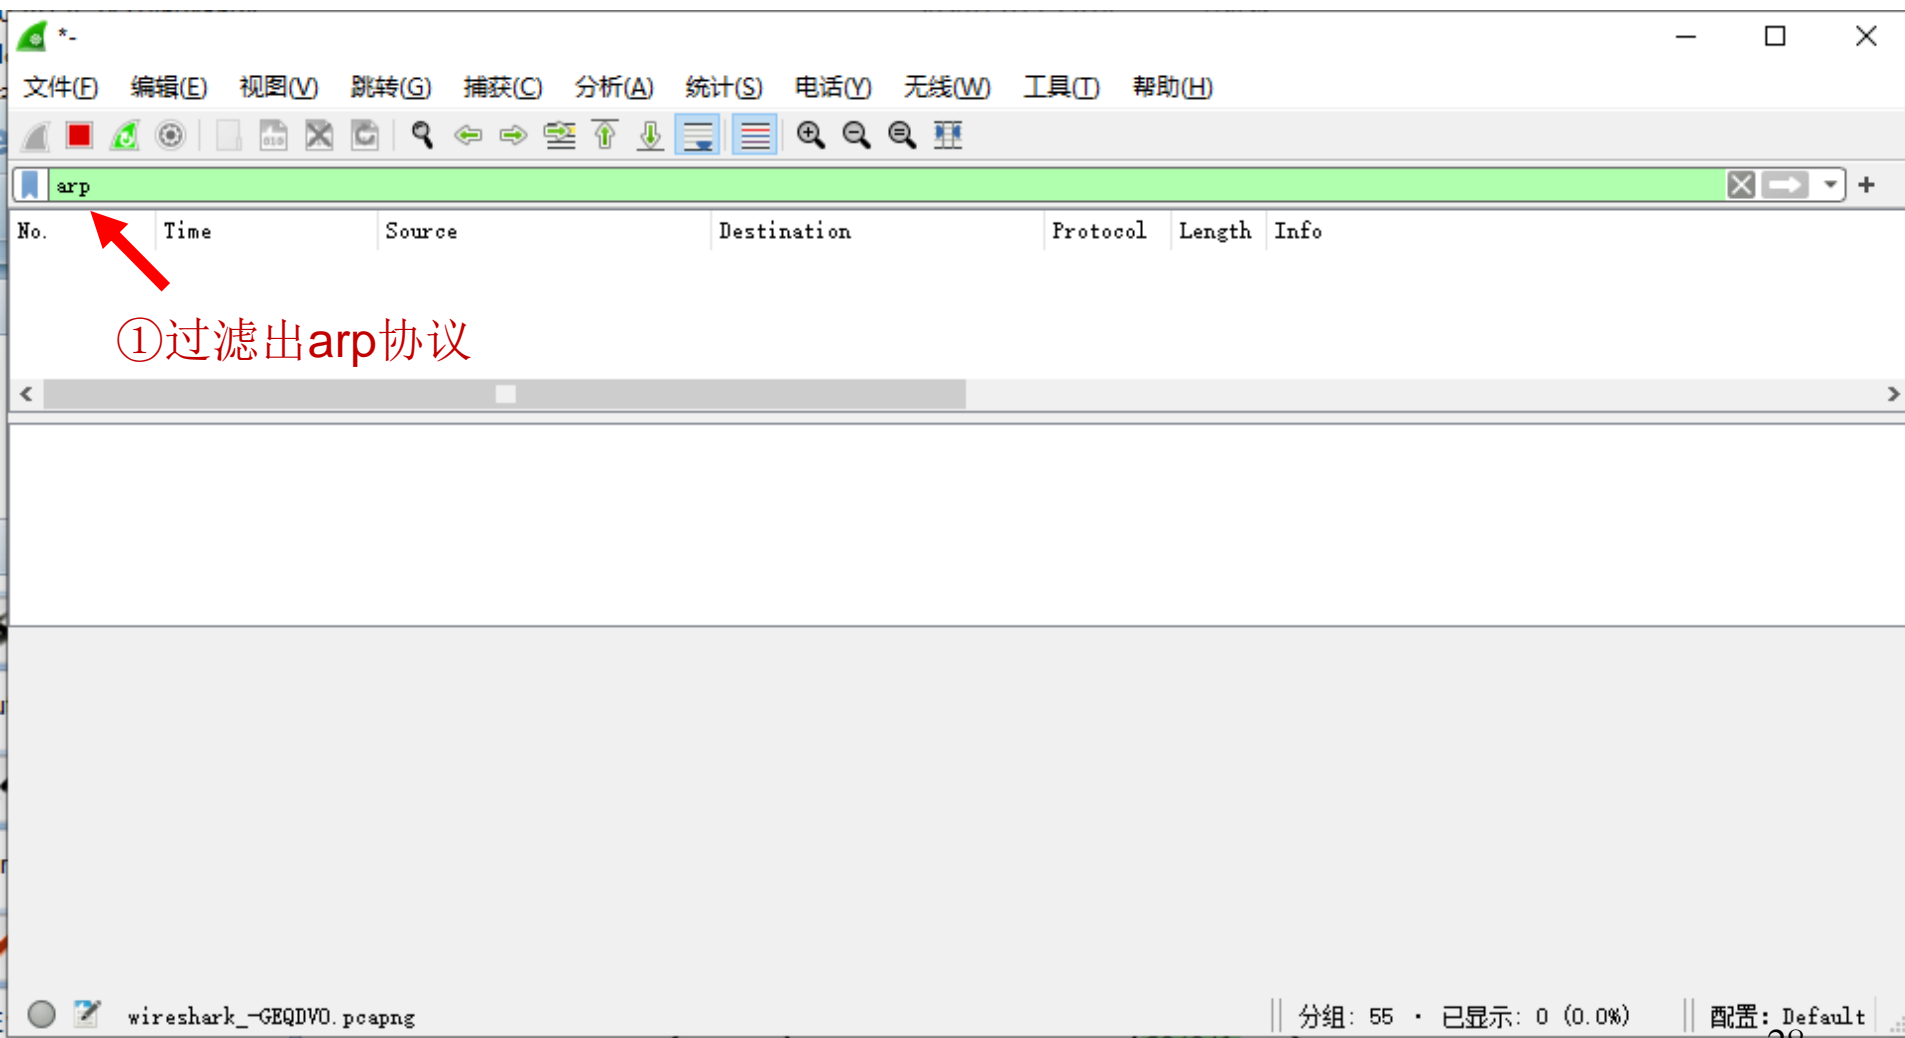 *-
文件(F) 编辑(E) 视图(V) 跳转(G) 捕获(C) 分析(A) 统计(S) 电话(Y) 无线(W) 工具(T) 帮助(H)
arp
No. Time Source Destination Protocol Length Info
①过滤出arp协议
wireshark_-GEQDVO.pcapng 分组: 55 · 已显示: 0 (0.0%) 配置: Default